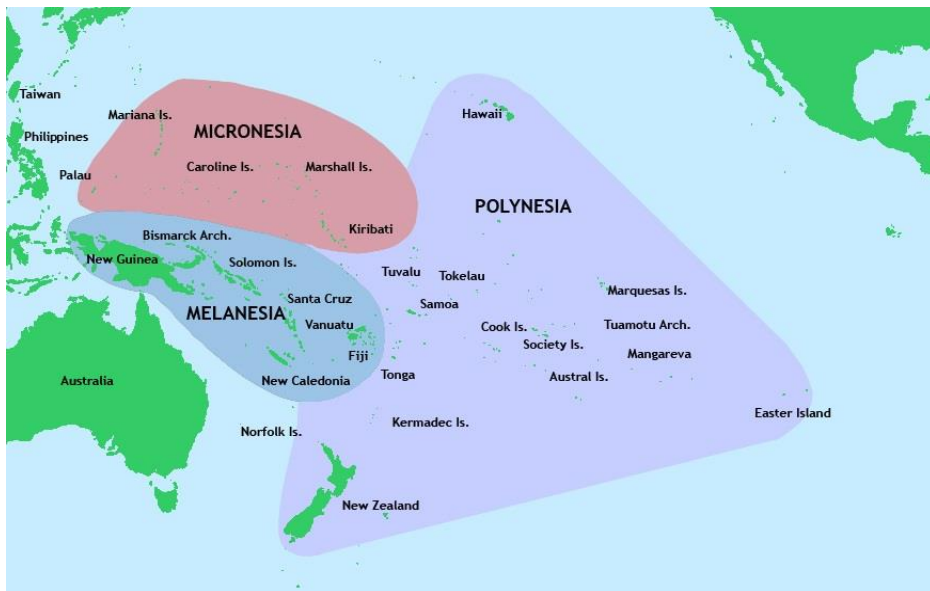 Taiwan
Mariana Is.
Hawaii
Philippines
MICRONESIA
Palau
Caroline Is.
Marshall Is.
POLYNESIA
Kiribati
Bismarck Arch.
New Guinea
Solomon Is.
Tuvalu
Tokelau
Marquesas Is.
Santa Cruz
Samoa
MELANESIA
Vanuatu
Cook Is.
Tuamotu Arch.
Society Is.
Fiji
Mangareva
Australia
New Caledonia
Tonga
Austral Is.
Easter Island
Norfolk Is.
Kermadec Is.
New Zealand